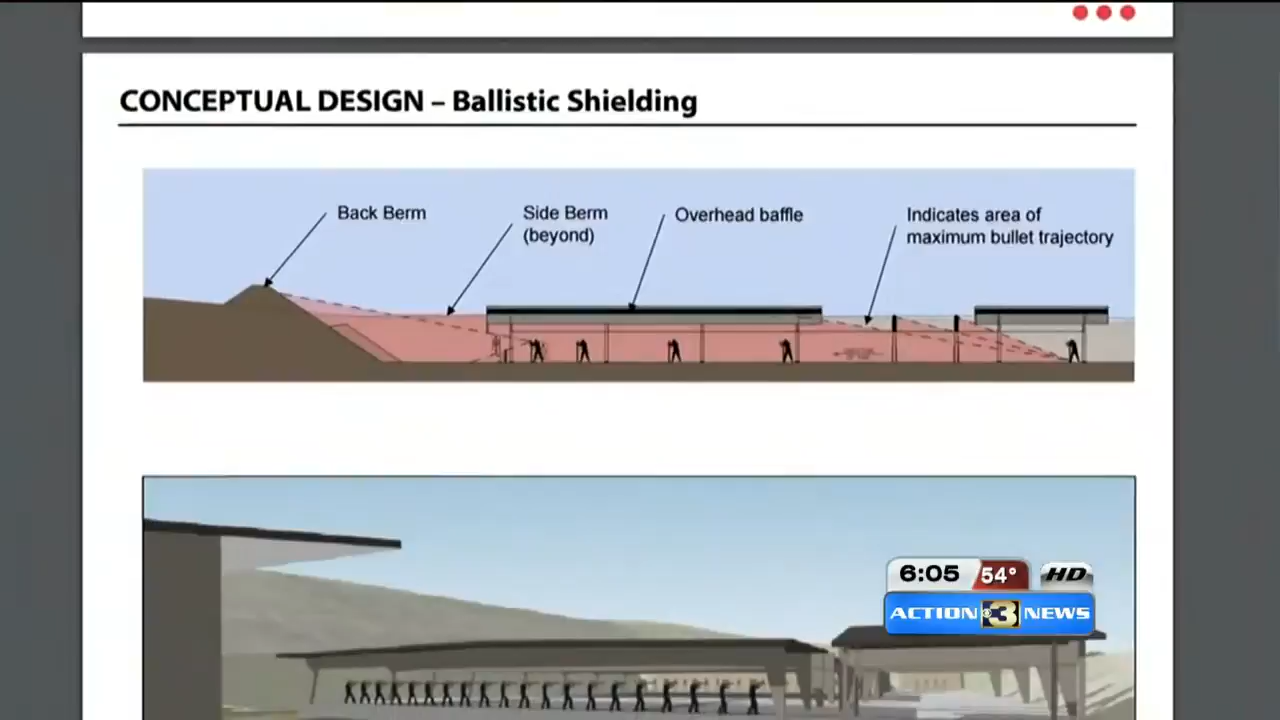 CONCEPTUAL DESIGN – Ballistic Shielding
Back Berm
Side Berm
(beyond)
Overhead baffle
Indicates area of
maximum bullet trajectory
6:05 54° HD
ACTION 3 NEWS